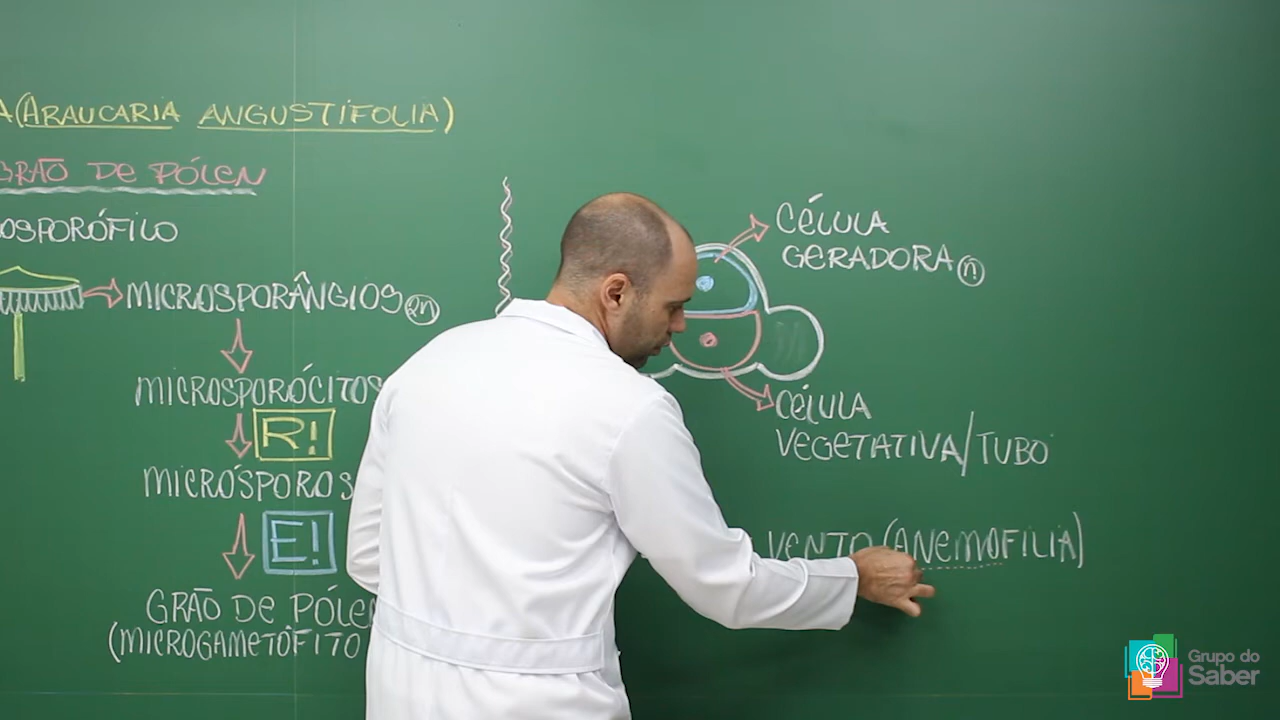 A (ARAUCARIA ANGUSTIFOLIA)
GRÃO DE PÓLEN
OSPORÓFILO
MICROSPORÂNGIOS 2n
MICROSPORÓCITOS
R!
MICRÓSPOROS
E!
GRÃO DE PÓLEN
(MICROGAMETÓFITO
CÉLULA
GERADORA n
CÉLULA
VEGETATIVA/TUBO
VENTO (ANEMOFILIA)
Grupo do
Saber